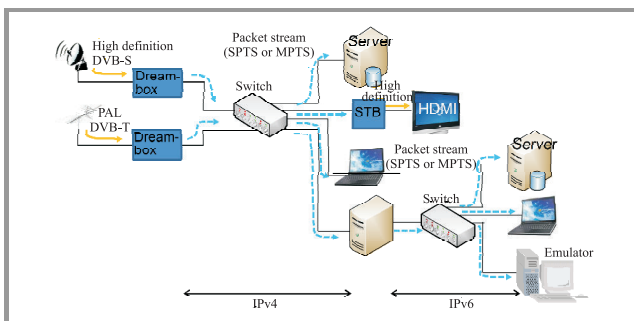 High definition
DVB-S
Dream-
box
PAL
DVB-T
Dream-
box
Switch
Packet stream
(SPTS or MPTS)
Server
High
definition
STB
HDMI
Packet stream
(SPTS or MPTS)
Switch
Server
Emulator
IPv4
IPv6